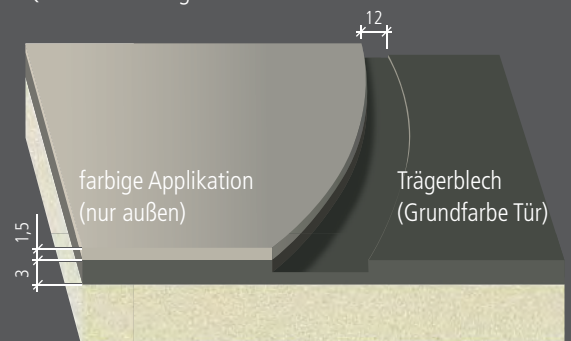 12
farbige Applikation
(nur außen)
Trägerblech
(Grundfarbe Tür)
1,5
3